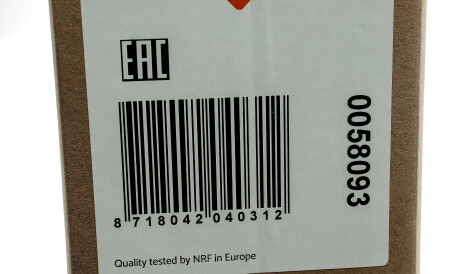 EAC
0058093
8 718042 040312
Quality tested by NRF in Europe